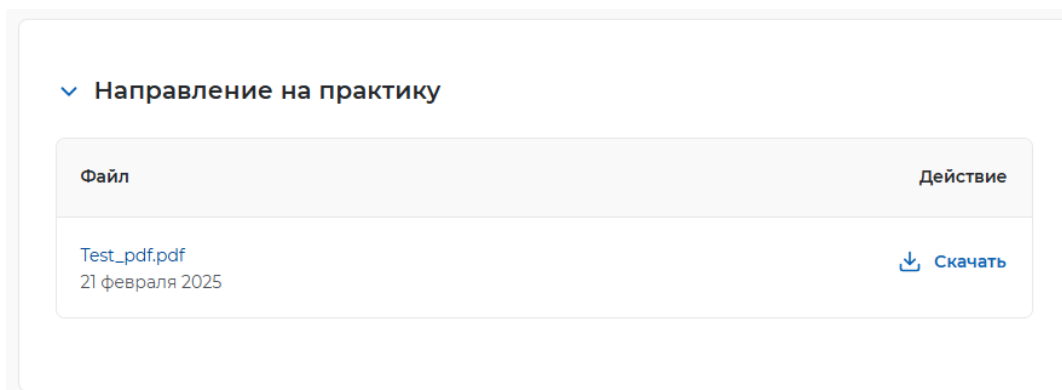 Направление на практику
Файл
Действие
Test_pdf.pdf
21 февраля 2025
Скачать